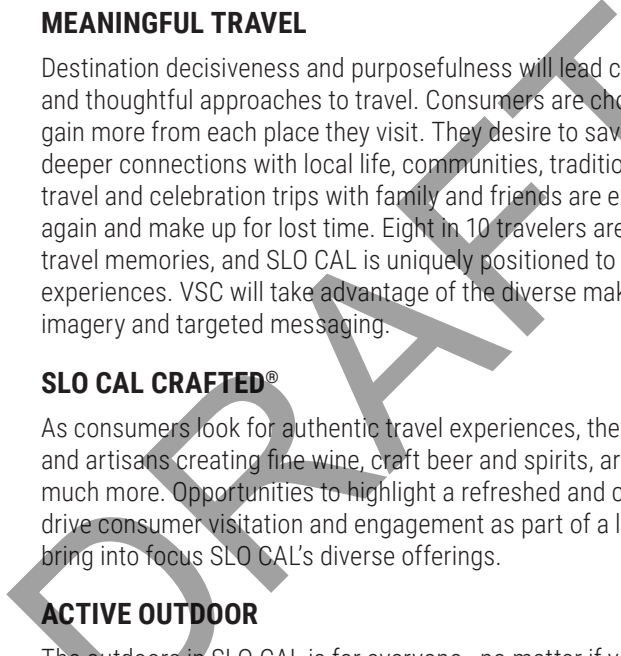 MEANINGFUL TRAVEL
Destination decisiveness and purposefulness will lead
and thoughtful approaches to travel. Consumers are
gain more from each place they visit. They desire to
deeper connections with local life, communities,
travel and celebration trips with family and friends are
again and make up for lost time. Eight in 10 travelers are
travel memories, and SLO CAL is uniquely positioned to
experiences. VSC will take advantage of the diverse
imagery and targeted messaging.
SLO CAL CRAFTED®
As consumers look for authentic travel experiences, the
and artisans creating fine wine, craft beer and spirits,
much more. Opportunities to highlight a refreshed and
drive consumer visitation and engagement as part of a
bring into focus SLO CAL's diverse offerings.
ACTIVE OUTDOOR
The outdoors in SLO CAL is for everyone—no matter if
DRAFT